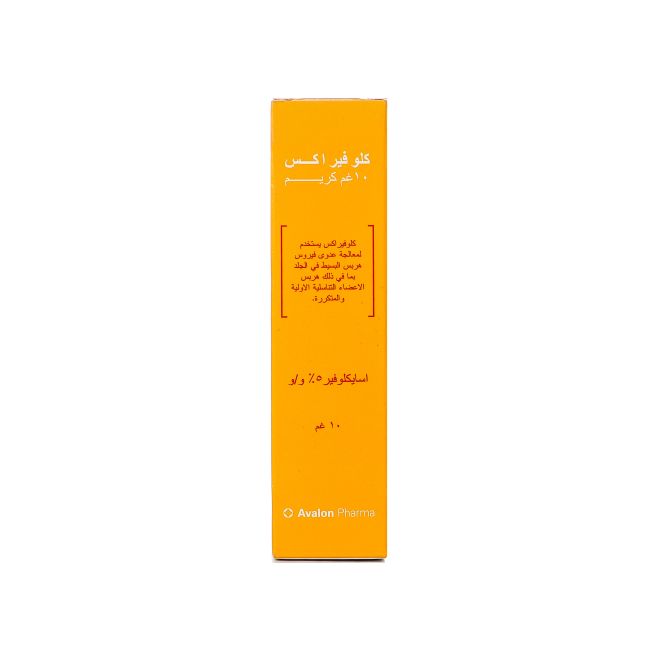 كلوفيراكس
١٠ غم كريم
كلوفيراكس يستخدم
لمعالجة عدوى فيروس
هربس البسيط في الجلد
بما في ذلك هربس
الاعضاء التناسلية الاولية
والمتكررة.
اسايكلوفير ٥٪ و/و
١٠ غم
Avalon Pharma